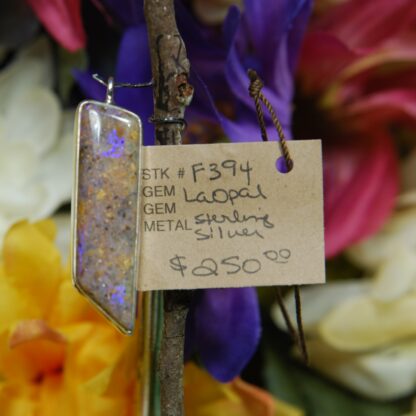 STK # F394
GEM LaOpal
GEM
METAL sterling
silver
$250.00